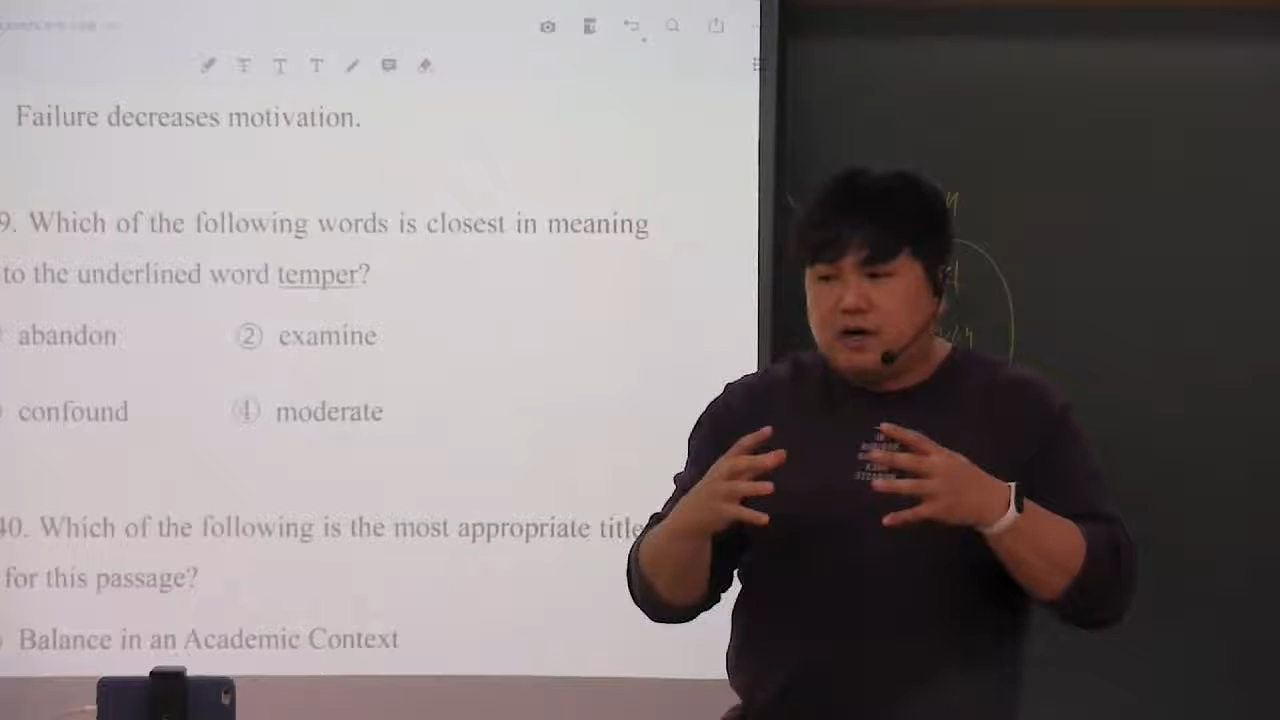 Failure decreases motivation.
9. Which of the following words is closest in meaning
to the underlined word temper?
abandon ② examine
confound ④ moderate
40. Which of the following is the most appropriate title
for this passage?
Balance in an Academic Context